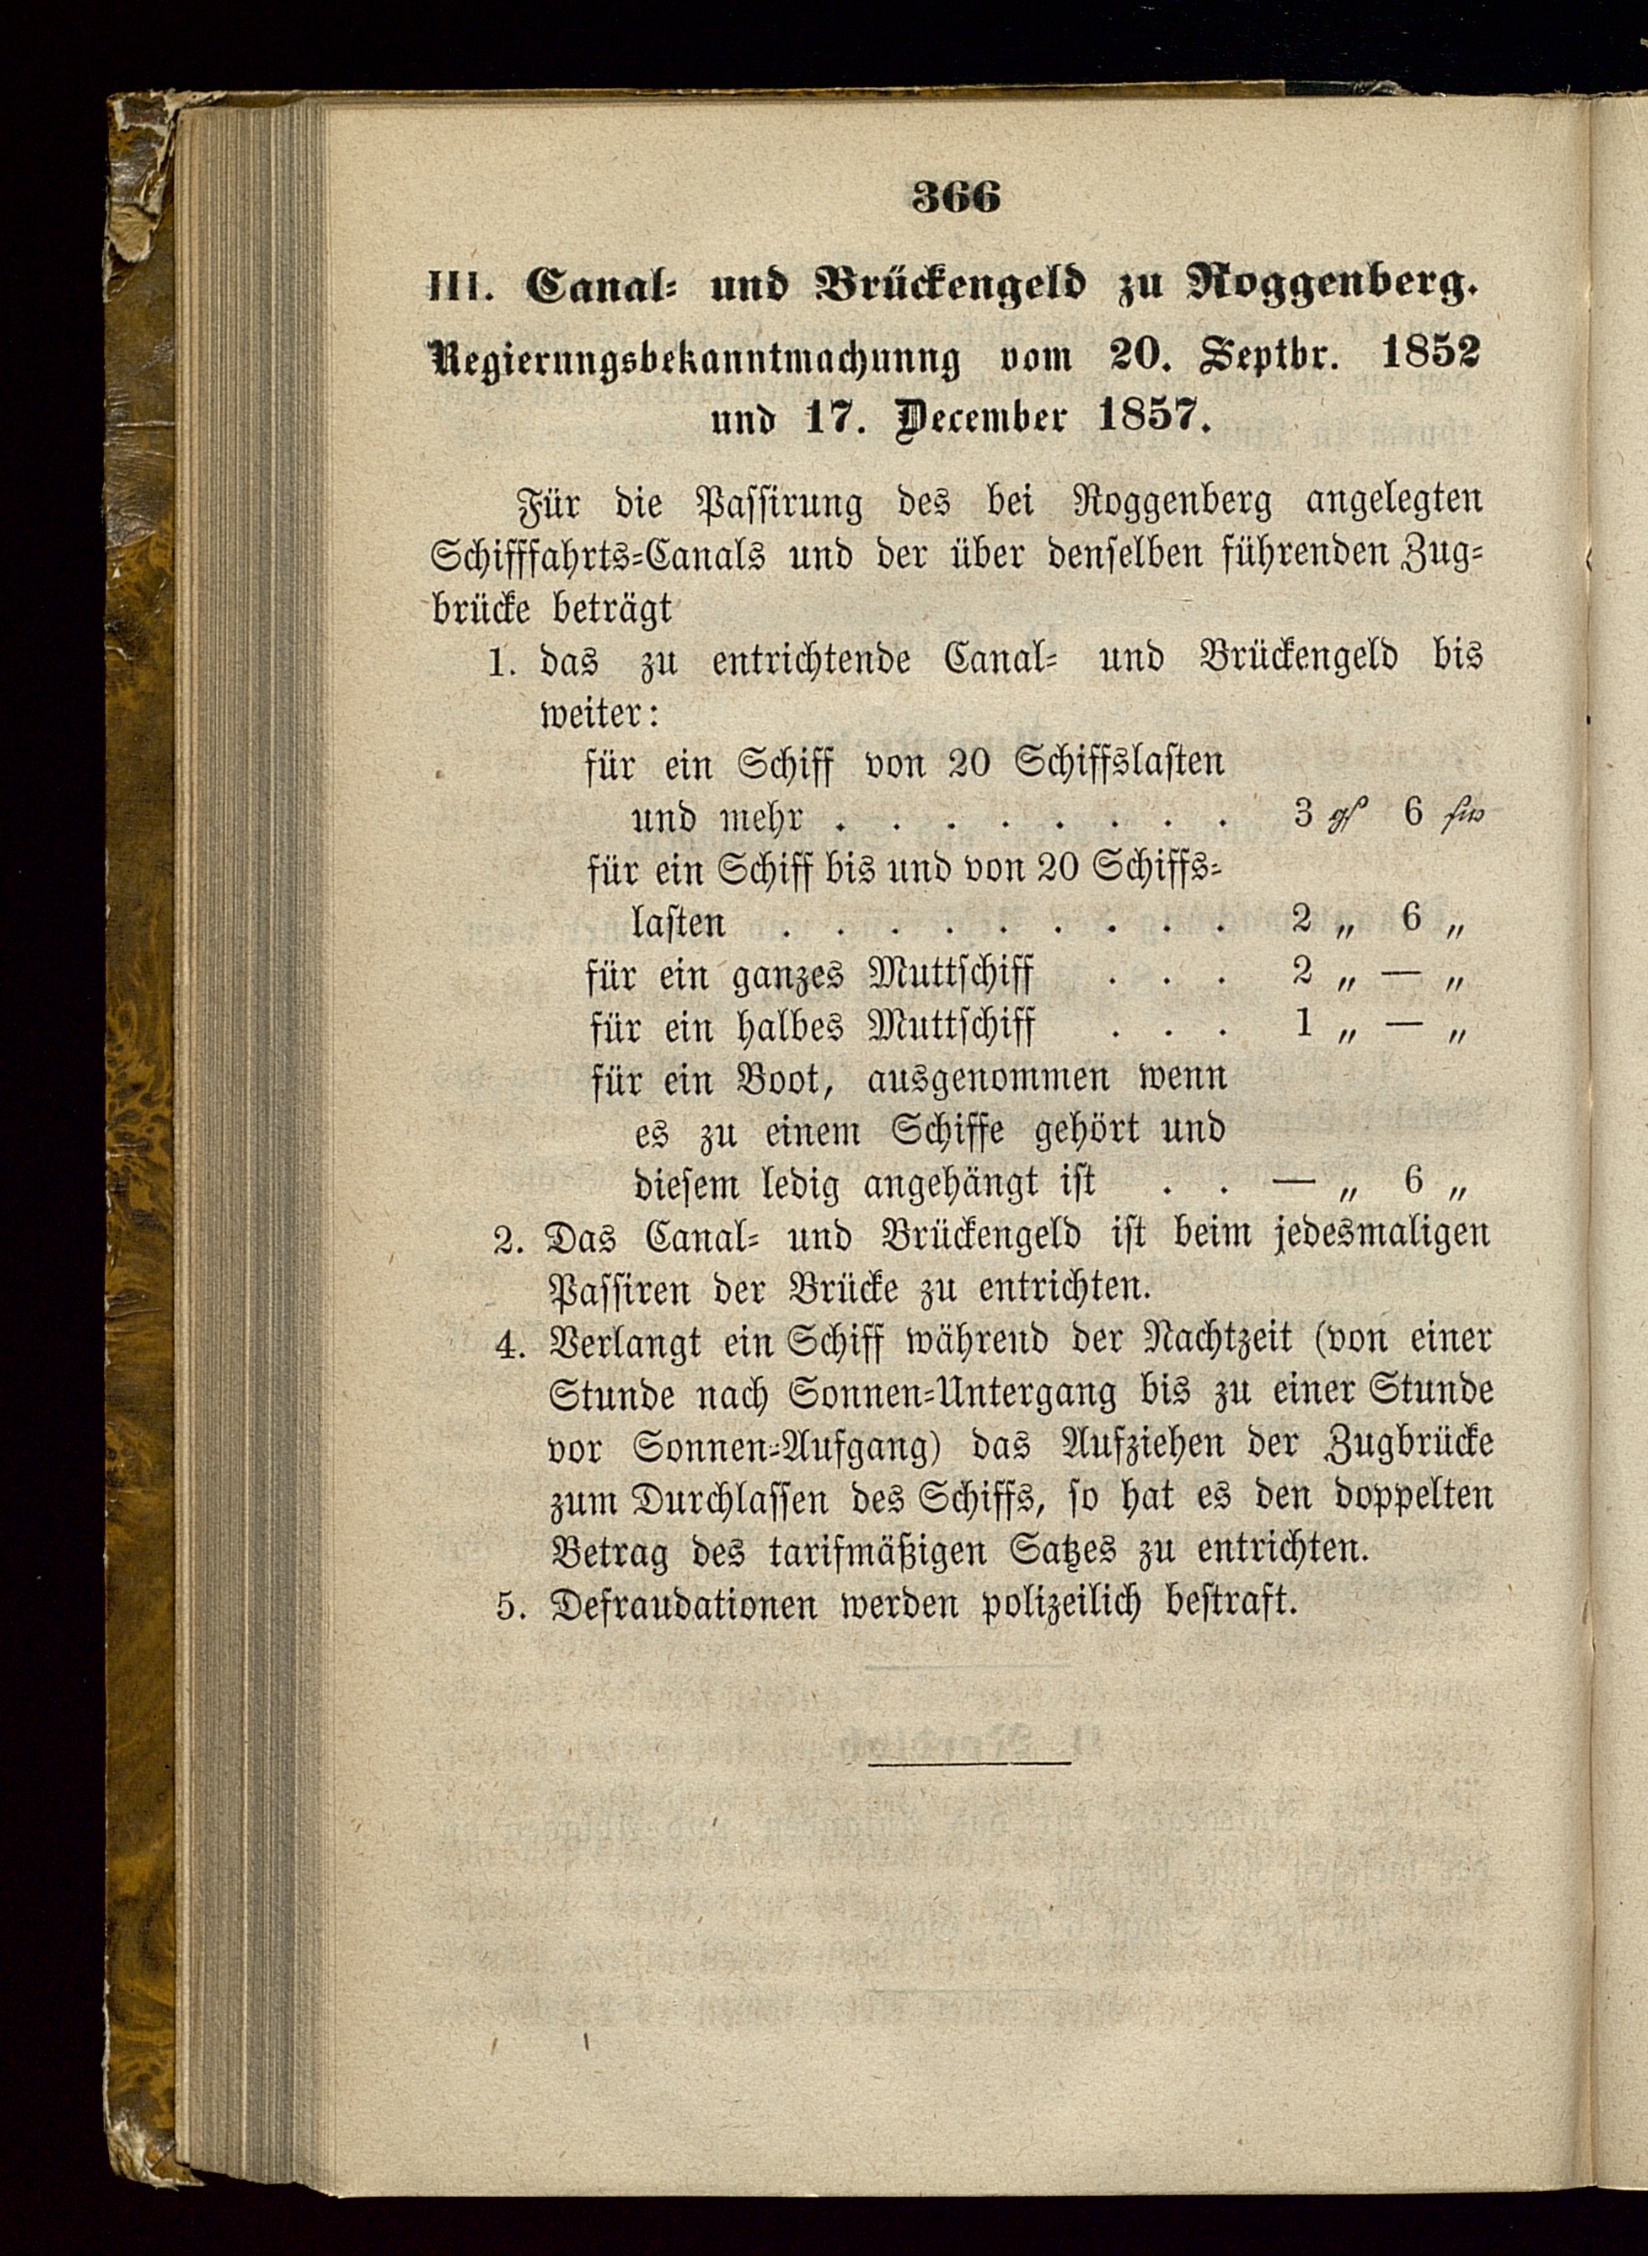 366
III. Canal- und Brückengeld zu Roggenberg.
Regierungsbekanntmachunng vom 20. Septbr. 1852
und 17. December 1857.
Für die Passirung des bei Roggenberg angelegten
Schifffahrts-Canals und der über denselben führenden Zug-
brücke beträgt
1. das zu entrichtende Canal- und Brückengeld bis
weiter:
für ein Schiff von 20 Schiffslasten
und mehr . . . . . . . . 3 gſ 6 sw
für ein Schiff bis und von 20 Schiffs-
lasten . . . . . . . . . 2 „ 6 „
für ein ganzes Muttschiff . . . 2 „ — „
für ein halbes Muttschiff . . . 1 „ — „
für ein Boot, ausgenommen wenn
es zu einem Schiffe gehört und
diesem ledig angehängt ist . . — „ 6 „
2. Das Canal- und Brückengeld ist beim jedesmaligen
Passiren der Brücke zu entrichten.
4. Verlangt ein Schiff während der Nachtzeit (von einer
Stunde nach Sonnen-Untergang bis zu einer Stunde
vor Sonnen-Aufgang) das Aufziehen der Zugbrücke
zum Durchlassen des Schiffs, so hat es den doppelten
Betrag des tarifmäßigen Satzes zu entrichten.
5. Defraudationen werden polizeilich bestraft.